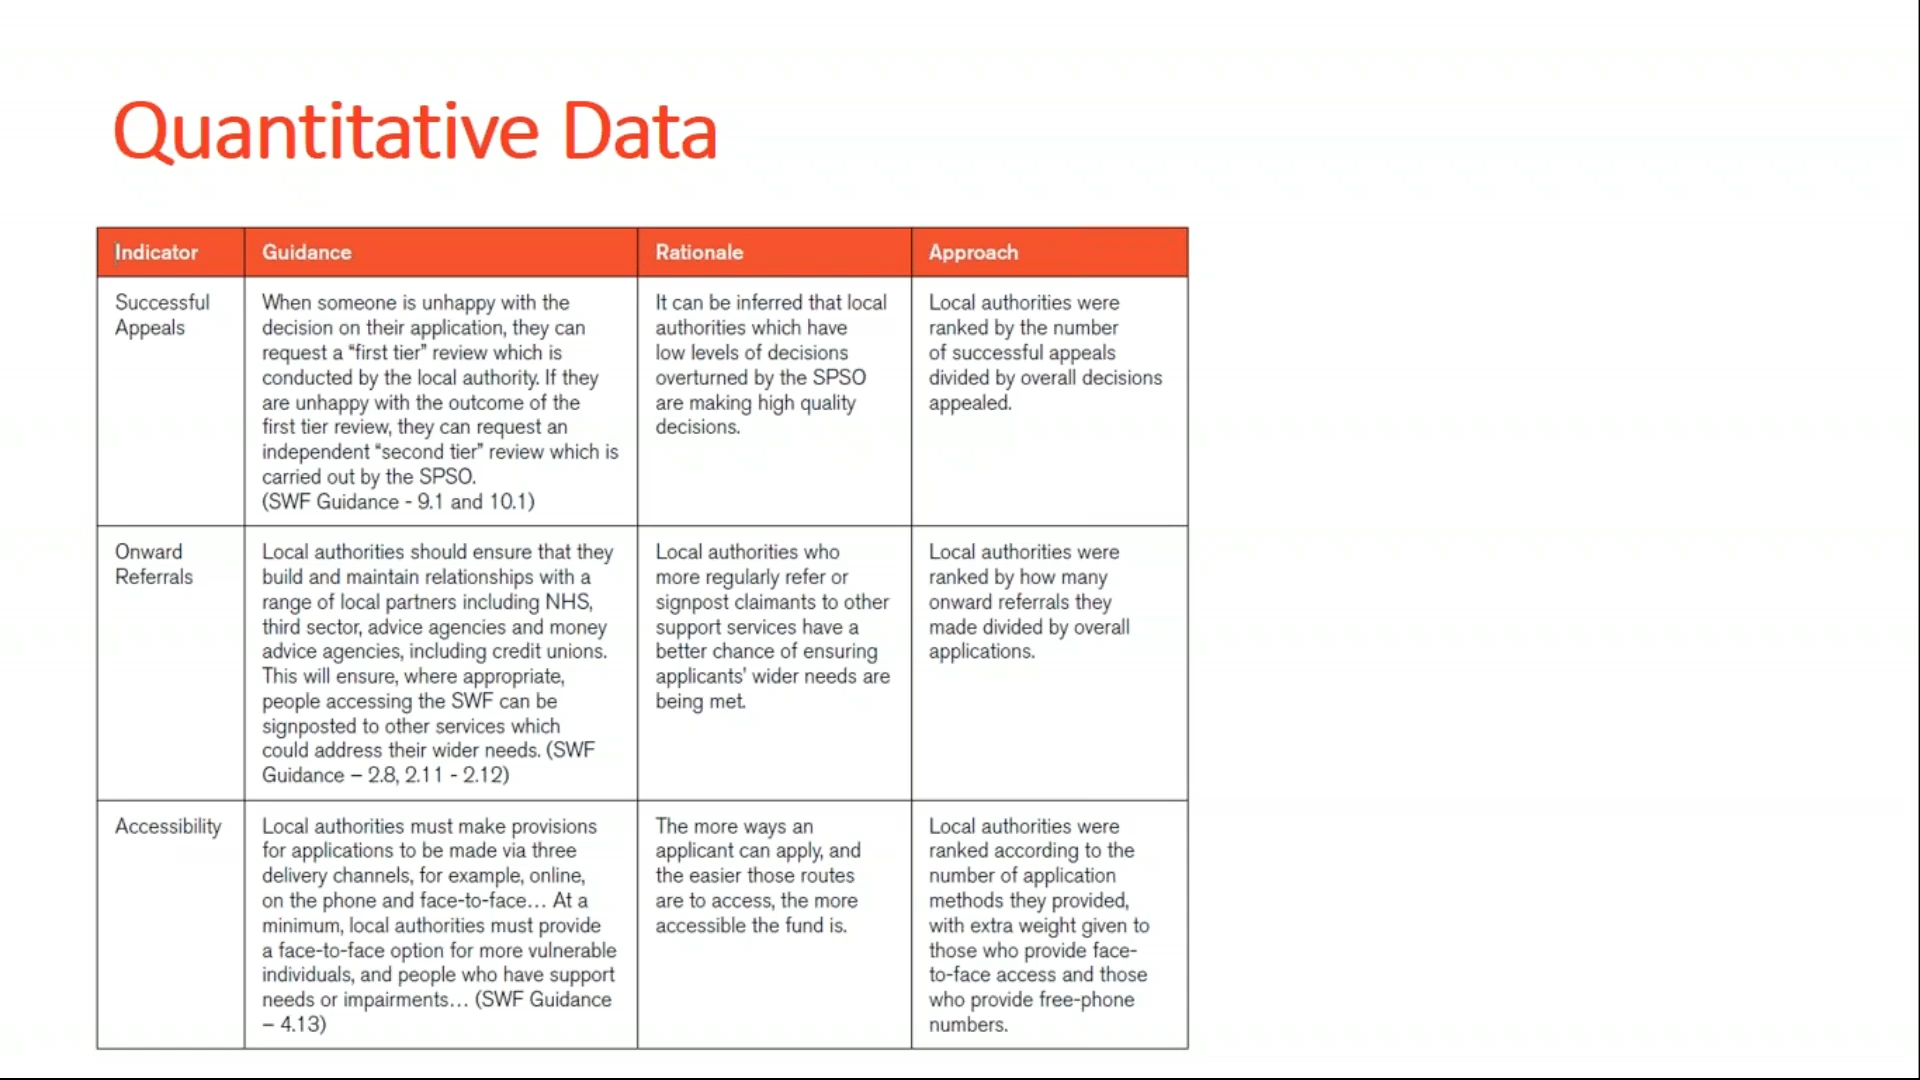 Quantitative Data
Indicator
Guidance
Rationale
Approach
Successful
Appeals
When someone is unhappy with the
decision on their application, they can
request a “first tier” review which is
conducted by the local authority. If they
are unhappy with the outcome of the
first tier review, they can request an
independent “second tier” review which is
carried out by the SPSO.
(SWF Guidance - 9.1 and 10.1)
It can be inferred that local
authorities which have
low levels of decisions
overturned by the SPSO
are making high quality
decisions.
Local authorities were
ranked by the number
of successful appeals
divided by overall decisions
appealed.
Onward
Referrals
Local authorities should ensure that they
build and maintain relationships with a
range of local partners including NHS,
third sector, advice agencies and money
advice agencies, including credit unions.
This will ensure, where appropriate,
people accessing the SWF can be
signposted to other services which
could address their wider needs. (SWF
Guidance – 2.8, 2.11 - 2.12)
Local authorities who
more regularly refer or
signpost claimants to other
support services have a
better chance of ensuring
applicants’ wider needs are
being met.
Local authorities were
ranked by how many
onward referrals they
made divided by overall
applications.
Accessibility
Local authorities must make provisions
for applications to be made via three
delivery channels, for example, online,
on the phone and face-to-face… At a
minimum, local authorities must provide
a face-to-face option for more vulnerable
individuals, and people who have support
needs or impairments… (SWF Guidance
– 4.13)
The more ways an
applicant can apply, and
the easier those routes
are to access, the more
accessible the fund is.
Local authorities were
ranked according to the
number of application
methods they provided,
with extra weight given to
those who provide face-
to-face access and those
who provide free-phone
numbers.